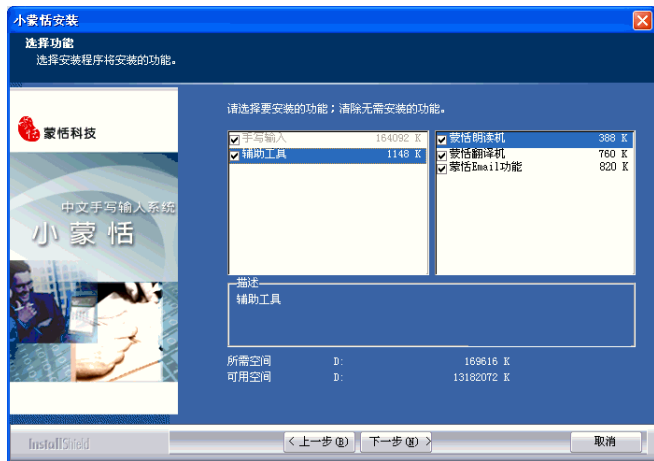 小蒙恬安装
选择功能
选择安装程序将安装的功能。
蒙恬科技
中文手写输入系统
小蒙恬
请选择要安装的功能；清除无需安装的功能。
手写输入 164092 K
辅助工具 1148 K
蒙恬朗读机 388 K
蒙恬翻译机 760 K
蒙恬Email功能 820 K
描述
辅助工具
所需空间 D: 169616 K
可用空间 D: 13182072 K
InstallShield
< 上一步(B)
下一步(N) >
取消